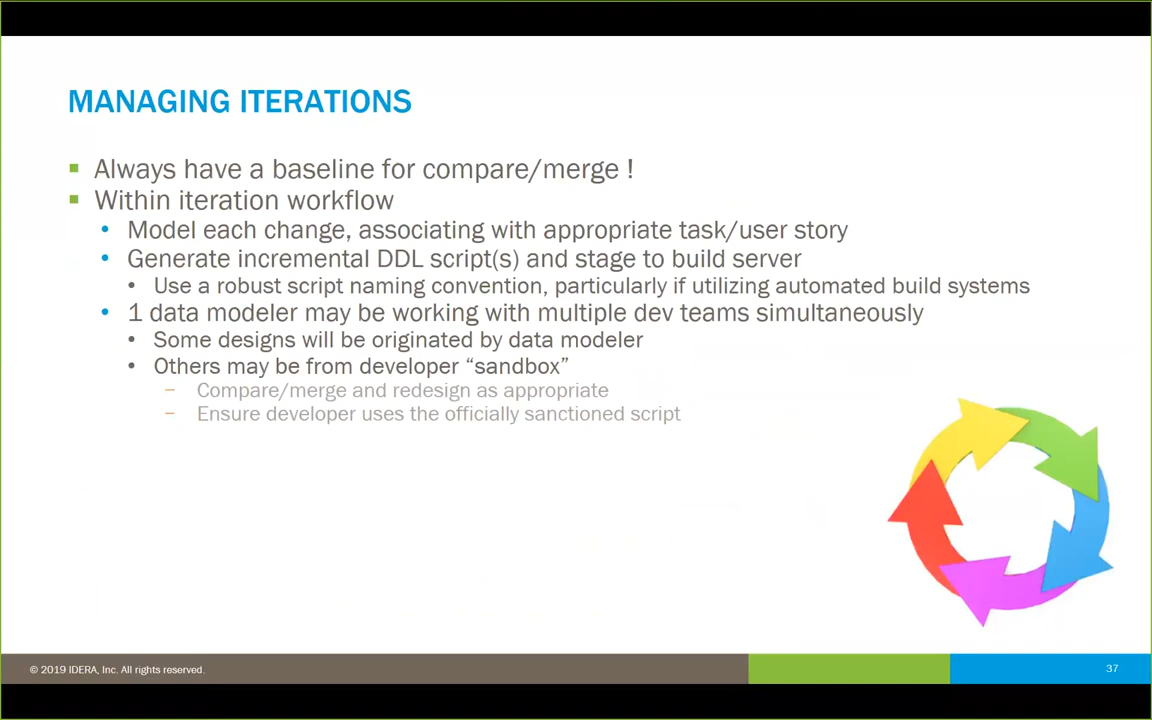 MANAGING ITERATIONS
Always have a baseline for compare/merge !
Within iteration workflow
Model each change, associating with appropriate task/user story
Generate incremental DDL script(s) and stage to build server
Use a robust script naming convention, particularly if utilizing automated build systems
1 data modeler may be working with multiple dev teams simultaneously
Some designs will be originated by data modeler
Others may be from developer “sandbox”
Compare/merge and redesign as appropriate
Ensure developer uses the officially sanctioned script
© 2019 IDERA, Inc. All rights reserved.
37